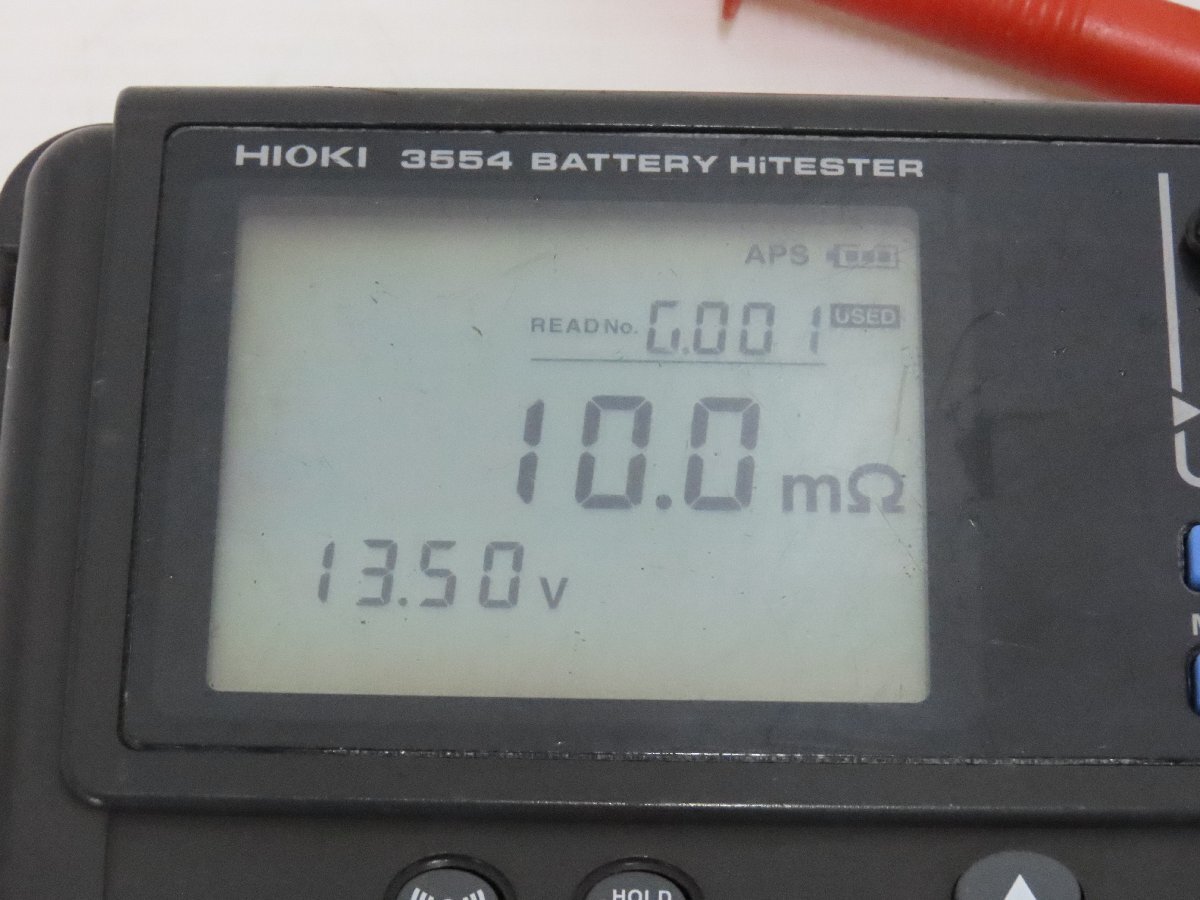 HIOKI 3554 BATTERY HiTESTER
APS
READ No. G.001 USED
10.0 mΩ
13.50 V
HOLD